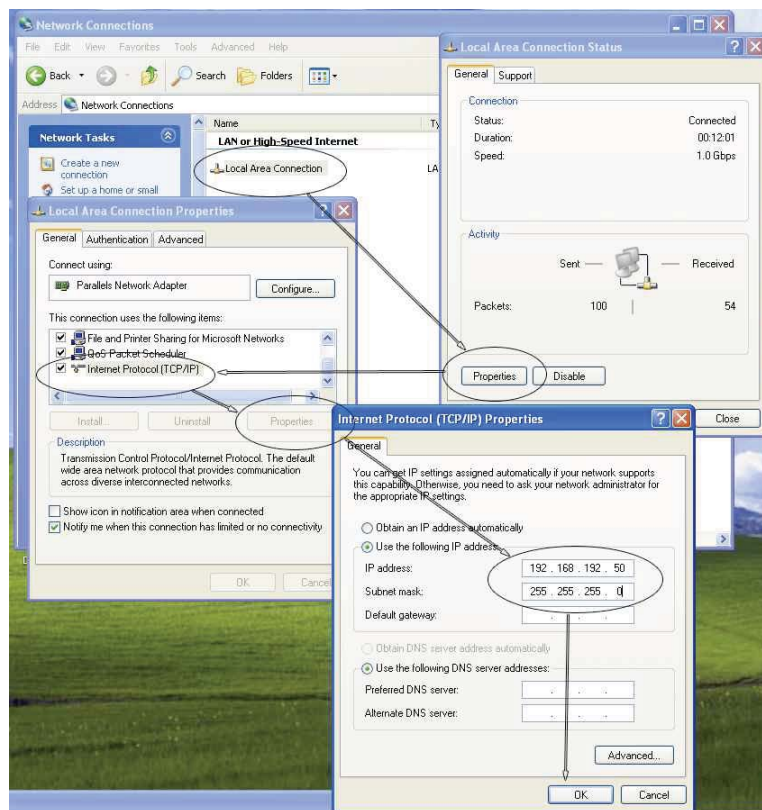 Network Connections
File Edit View Favorites Tools Advanced Help
Back Search Folders
Address Network Connections
Network Tasks
Create a new
connection
Set up a home or small
Name
LAN or High-Speed Internet
Local Area Connection
LA
Local Area Connection Status
General Support
Connection
Status: Connected
Duration: 00:12:01
Speed: 1.0 Gbps
Activity
Sent Received
Packets: 100 54
Properties Disable
Close
Local Area Connection Properties
General Authentication Advanced
Connect using:
Parallels Network Adapter
Configure...
This connection uses the following items:
File and Printer Sharing for Microsoft Networks
QoS Packet Scheduler
Internet Protocol (TCP/IP)
Install... Uninstall Properties
Description
Transmission Control Protocol/Internet Protocol. The default
wide area network protocol that provides communication
across diverse interconnected networks.
Show icon in notification area when connected
Notify me when this connection has limited or no connectivity
OK Cancel
Internet Protocol (TCP/IP) Properties
General
You can get IP settings assigned automatically if your network supports
this capability. Otherwise, you need to ask your network administrator for
the appropriate IP settings.
Obtain an IP address automatically
Use the following IP address:
IP address: 192 . 168 . 192 . 50
Subnet mask: 255 . 255 . 255 . 0
Default gateway: . . .
Obtain DNS server address automatically
Use the following DNS server addresses:
Preferred DNS server: . . .
Alternate DNS server: . . .
Advanced...
OK Cancel